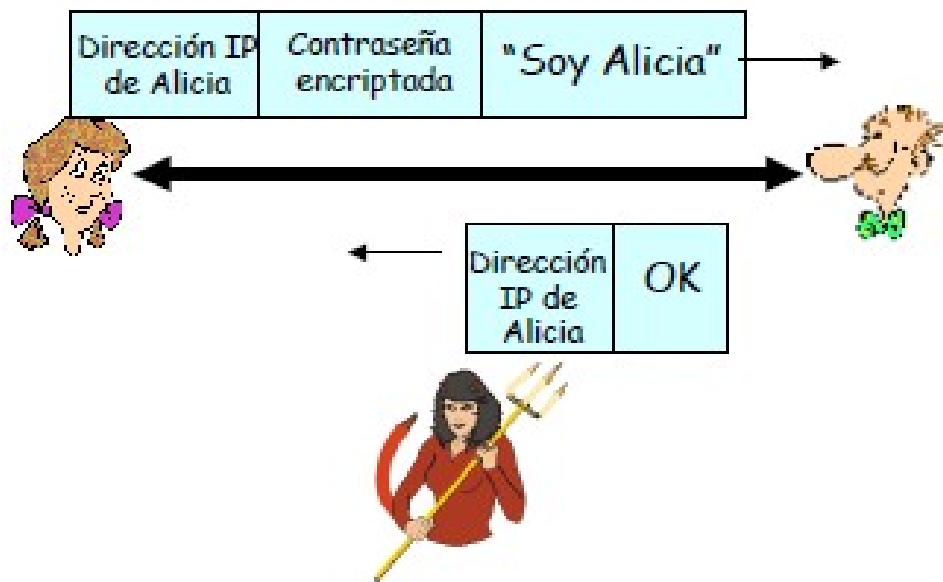 Dirección IP
de Alicia
Contraseña
encriptada
“Soy Alicia”
Dirección
IP de
Alicia
OK